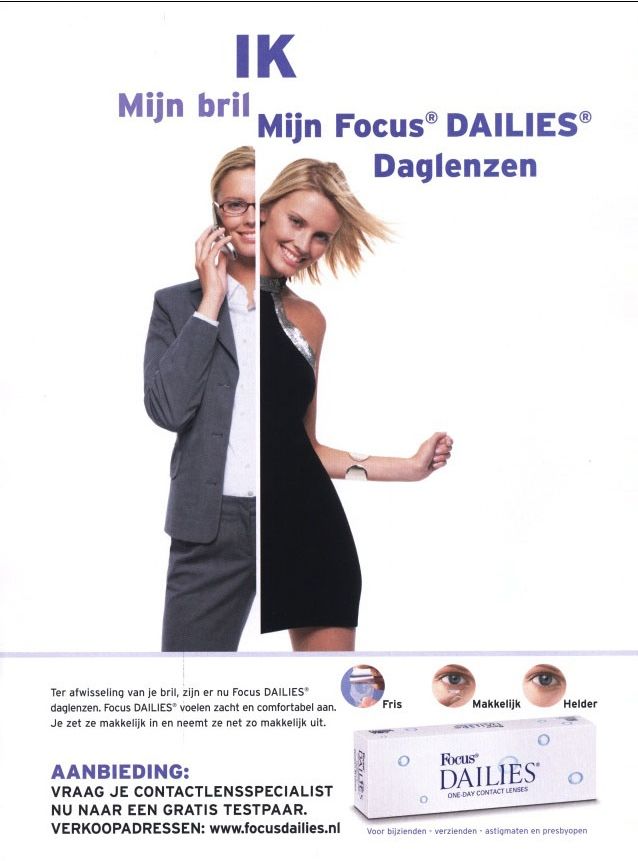 IK
Mijn bril
Mijn Focus® DAILIES®
Daglenzen
Ter afwisseling van je bril, zijn er nu Focus DAILIES®
daglenzen. Focus DAILIES® voelen zacht en comfortabel aan.
Je zet ze makkelijk in en neemt ze net zo makkelijk uit.
Fris
Makkelijk
Helder
AANBIEDING:
VRAAG JE CONTACTLENSSPECIALIST
NU NAAR EEN GRATIS TESTPAAR.
VERKOOPADRESSEN: www.focusdailies.nl
Focus®
DAILIES®
ONE-DAY CONTACT LENSES
Focus®
DAILIES®
DAILIES
Voor bijzienden - verzienden - astigmaten en presbyopen